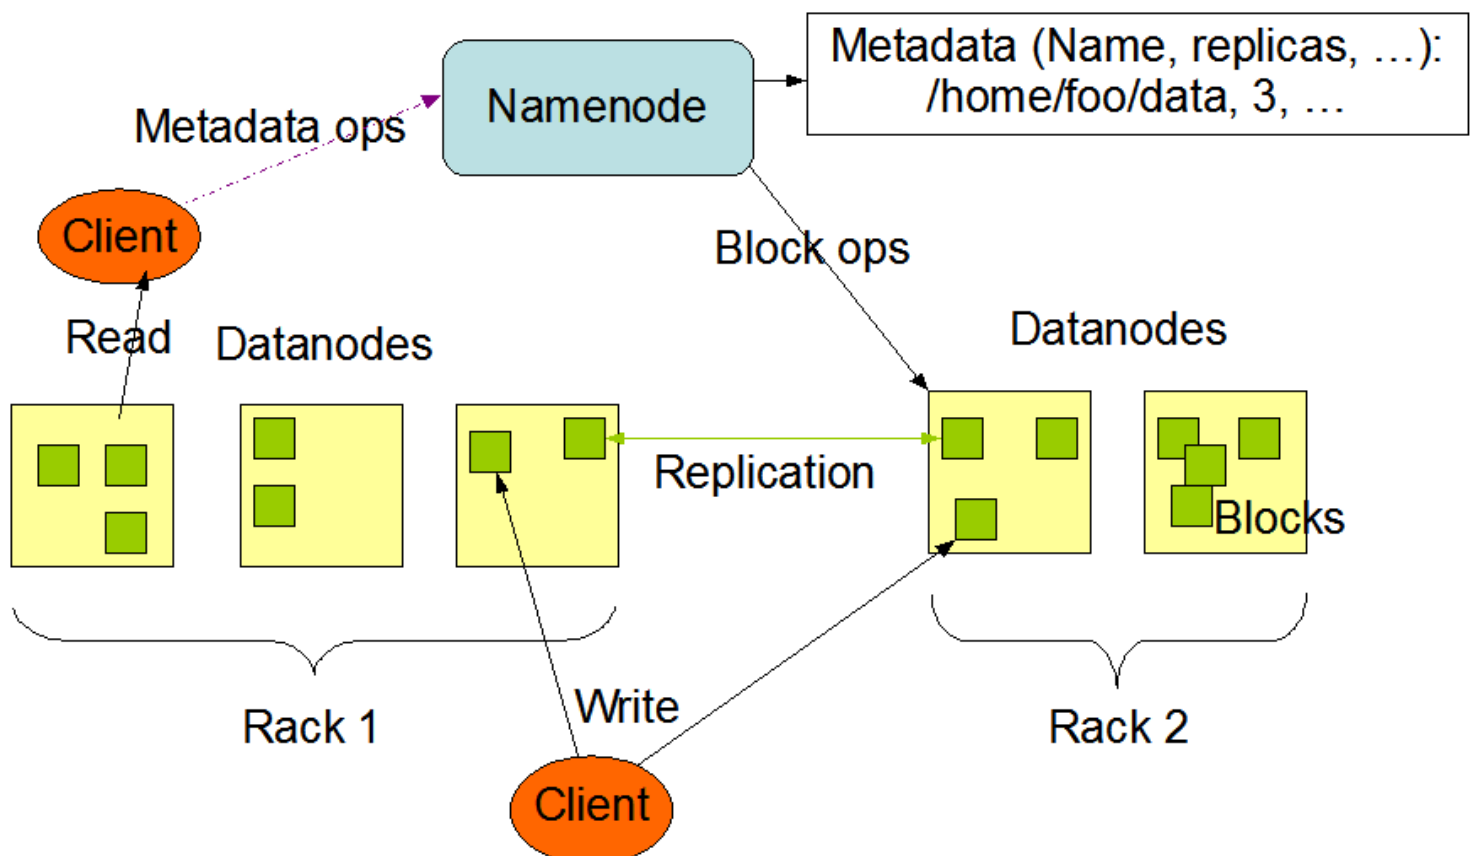 Metadata (Name, replicas, …):
/home/foo/data, 3, …
Namenode
Metadata ops
Client
Block ops
Read
Datanodes
Datanodes
Replication
Blocks
Rack 1
Write
Rack 2
Client